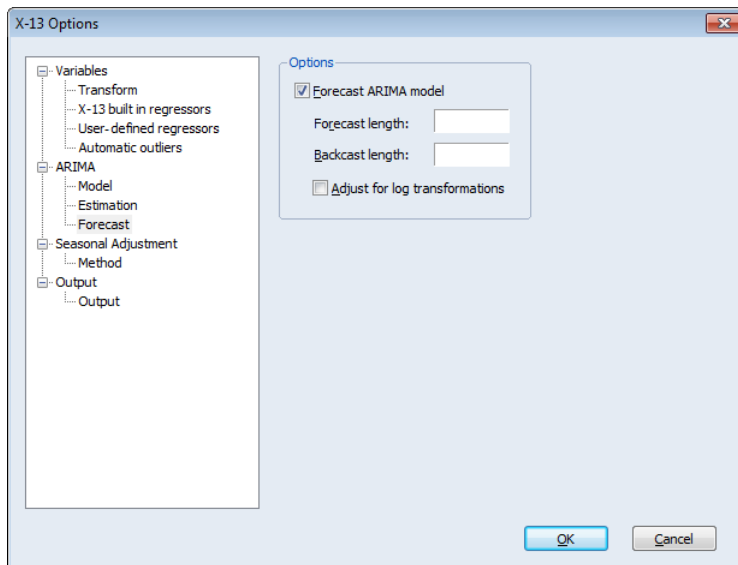 X-13 Options
Variables
Transform
X-13 built in regressors
User-defined regressors
Automatic outliers
ARIMA
Model
Estimation
Forecast
Seasonal Adjustment
Method
Output
Output
Options
Forecast ARIMA model
Forecast length:
Backcast length:
Adjust for log transformations
OK
Cancel